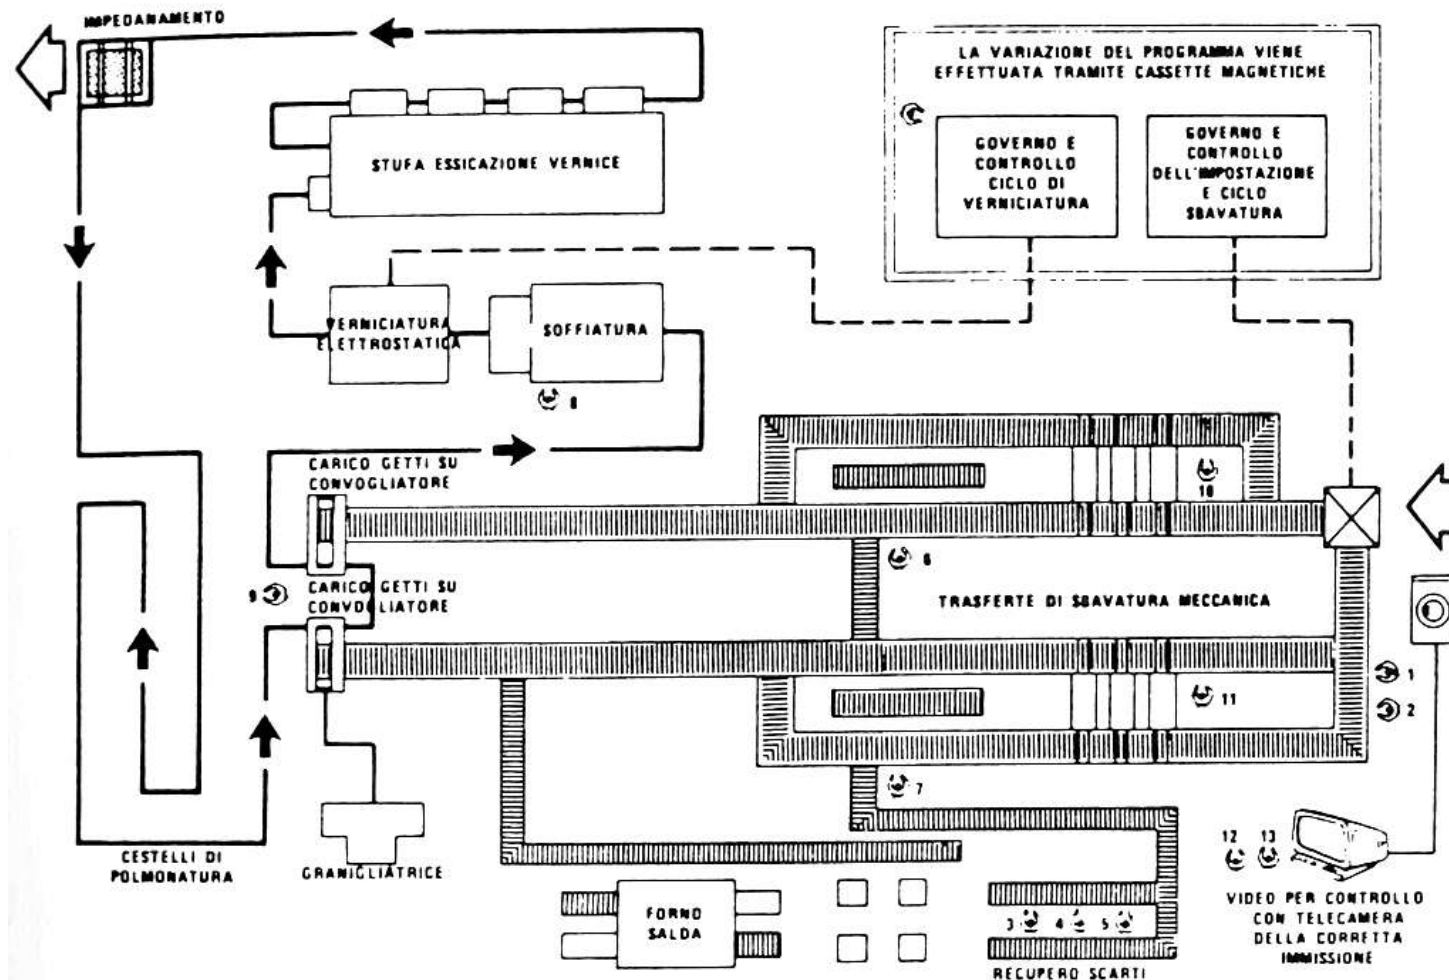 IMPEDANAMENTO
LA VARIAZIONE DEL PROGRAMMA VIENE
EFFETTUATA TRAMITE CASSETTE MAGNETICHE
GOVERNO E
CONTROLLO
CICLO DI
VERNICIATURA
GOVERNO E
CONTROLLO
DELL'IMPOSTAZIONE
E CICLO
SBAVATURA
STUFA ESSICAZIONE VERNICE
VERNICIATURA
ELETTROSTATICA
SOFFIATURA
8
CARICO GETTI SU
CONVOGLIATORE
10
6
9
CARICO GETTI SU
CONVOGLIATORE
TRASFERTE DI SBAVATURA MECCANICA
1
11
2
7
12
13
CESTELLI DI
POLMONATURA
GRANIGLIATRICE
FORNO
SALDA
3
4
5
RECUPERO SCARTI
VIDEO PER CONTROLLO
CON TELECAMERA
DELLA CORRETTA
IMMISSIONE